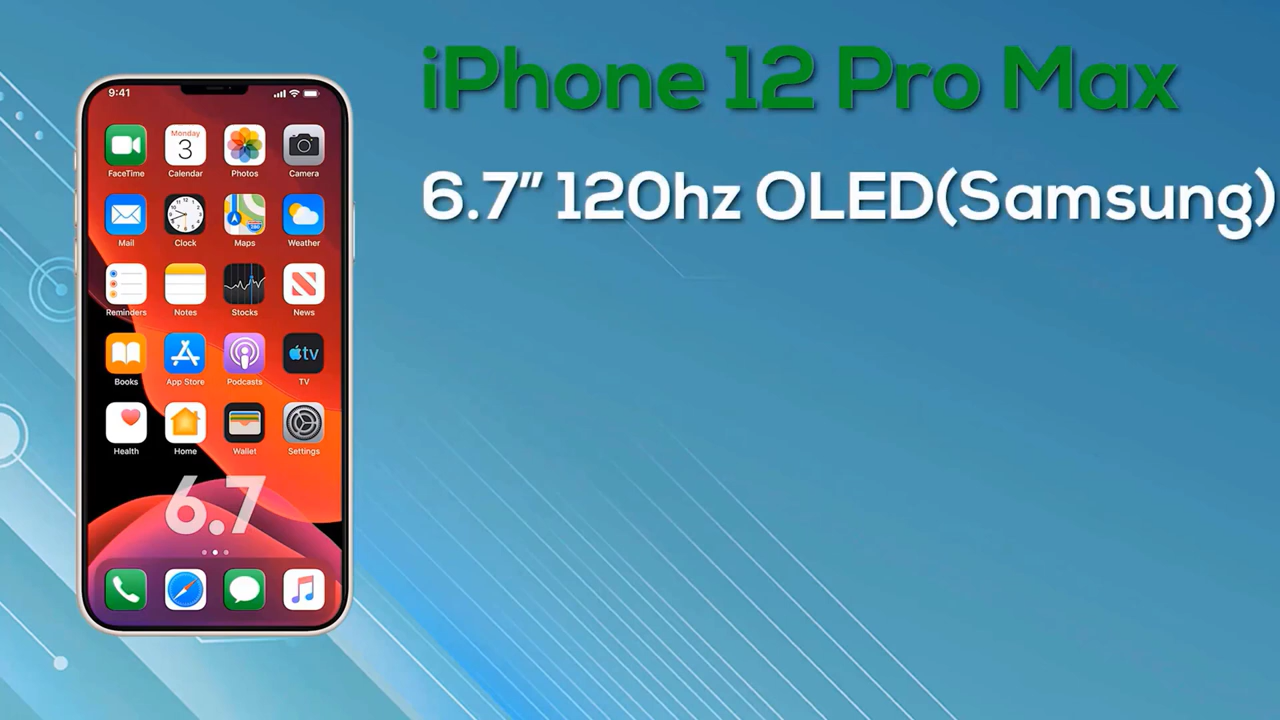 iPhone 12 Pro Max
6.7" 120hz OLED(Samsung)
9:41
Monday
3
FaceTime Calendar Photos Camera
280
Mail Clock Maps Weather
Reminders Notes Stocks News
tv
Books App Store Podcasts TV
Health Home Wallet Settings
6.7